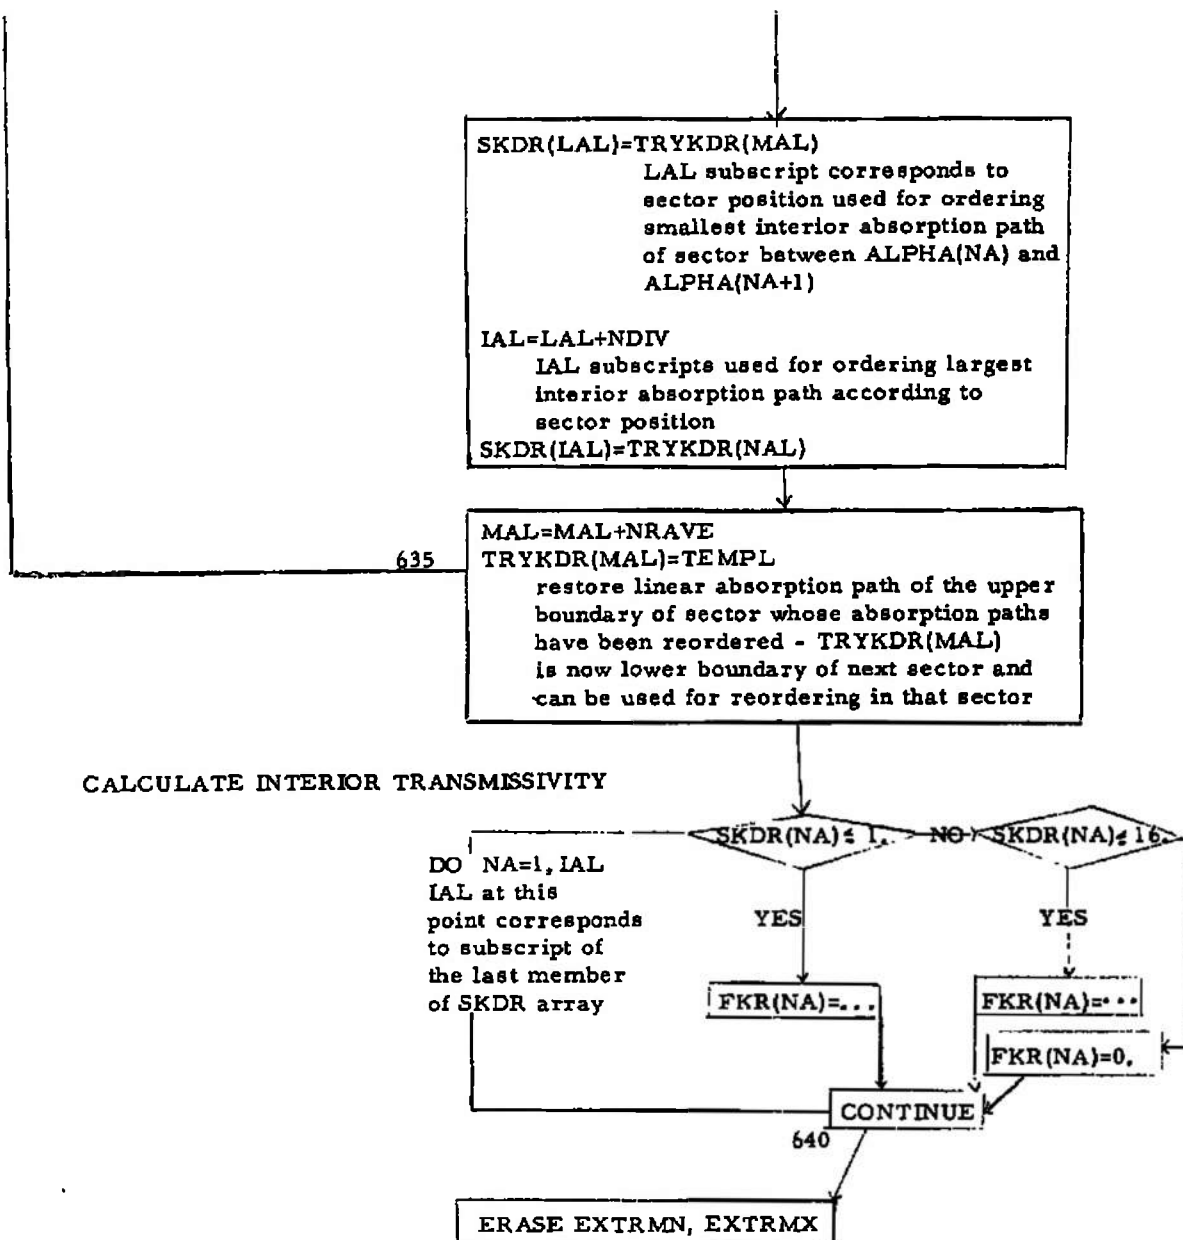 SKDR(LAL)=TRYKDR(MAL)
LAL subscript corresponds to
sector position used for ordering
smallest interior absorption path
of sector between ALPHA(NA) and
ALPHA(NA+1)
IAL=LAL+NDIV
IAL subscripts used for ordering largest
interior absorption path according to
sector position
SKDR(IAL)=TRYKDR(NAL)
635
MAL=MAL+NRAVE
TRYKDR(MAL)=TEMPL
restore linear absorption path of the upper
boundary of sector whose absorption paths
have been reordered - TRYKDR(MAL)
is now lower boundary of next sector and
can be used for reordering in that sector
CALCULATE INTERIOR TRANSMISSIVITY
SKDR(NA)≤ 1.
NO
SKDR(NA)≤ 16.
DO NA=1, IAL
IAL at this
point corresponds
to subscript of
the last member
of SKDR array
YES
YES
FKR(NA)=...
FKR(NA)=...
FKR(NA)=0.
CONTINUE
640
ERASE EXTRMN, EXTRMX